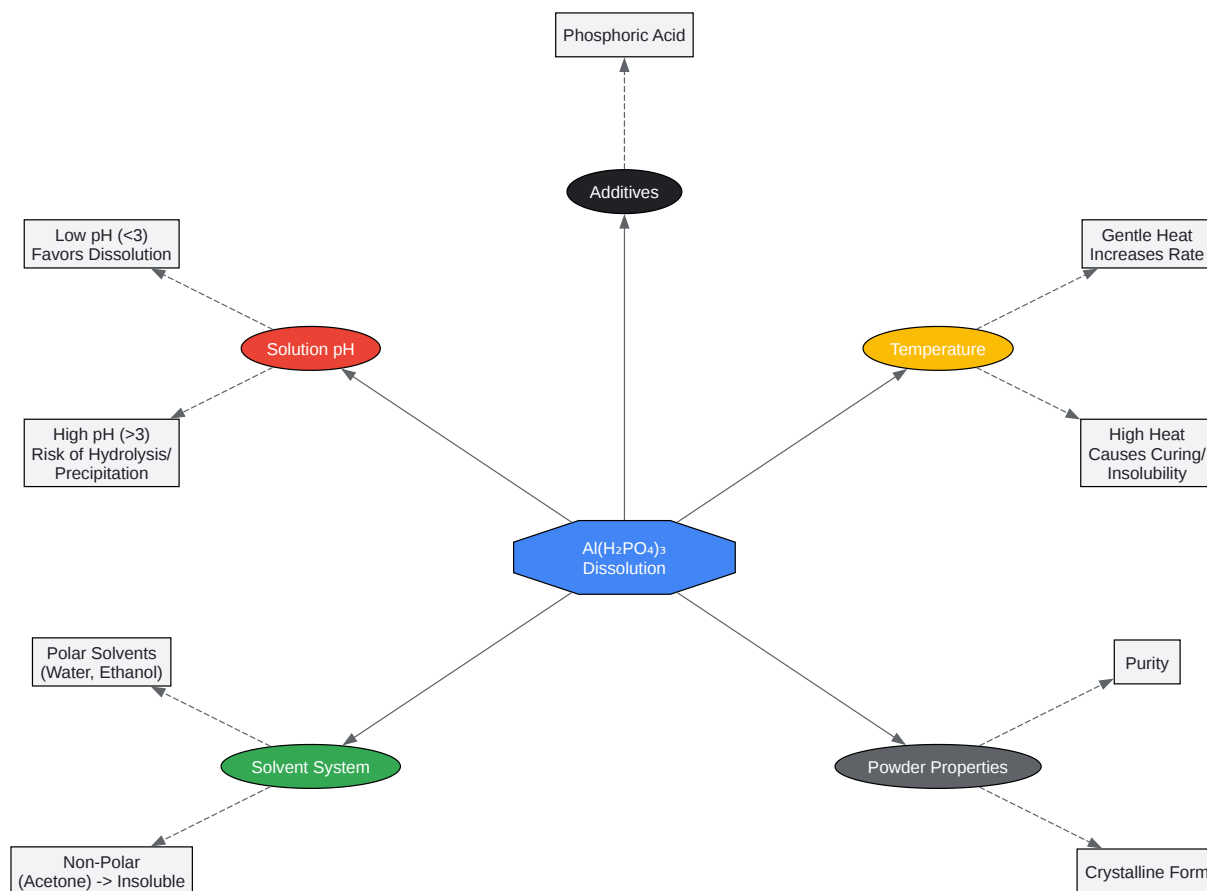 Phosphoric Acid
Additives
Low pH (<3)
Favors Dissolution
Gentle Heat
Increases Rate
Solution pH
Temperature
High pH (>3)
Risk of Hydrolysis/
Precipitation
High Heat
Causes Curing/
Insolubility
Al(H₂PO₄)₃
Dissolution
Polar Solvents
(Water, Ethanol)
Purity
Solvent System
Powder Properties
Non-Polar
(Acetone) -> Insoluble
Crystalline Form